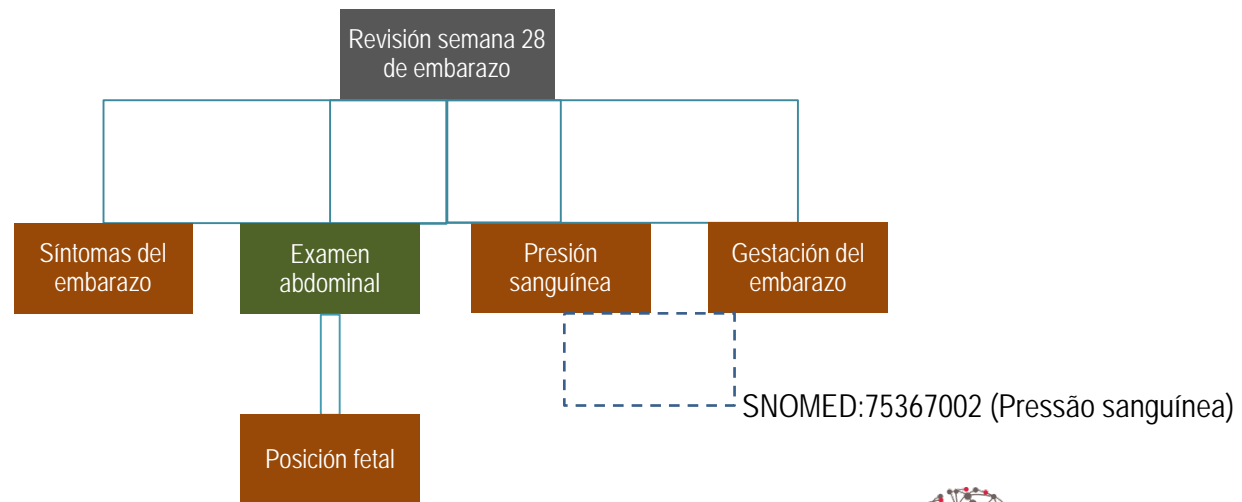 Revisión semana 28
de embarazo
Síntomas del
embarazo
Examen
abdominal
Presión
sanguínea
Gestación del
embarazo
SNOMED:75367002 (Pressão sanguínea)
Posición fetal